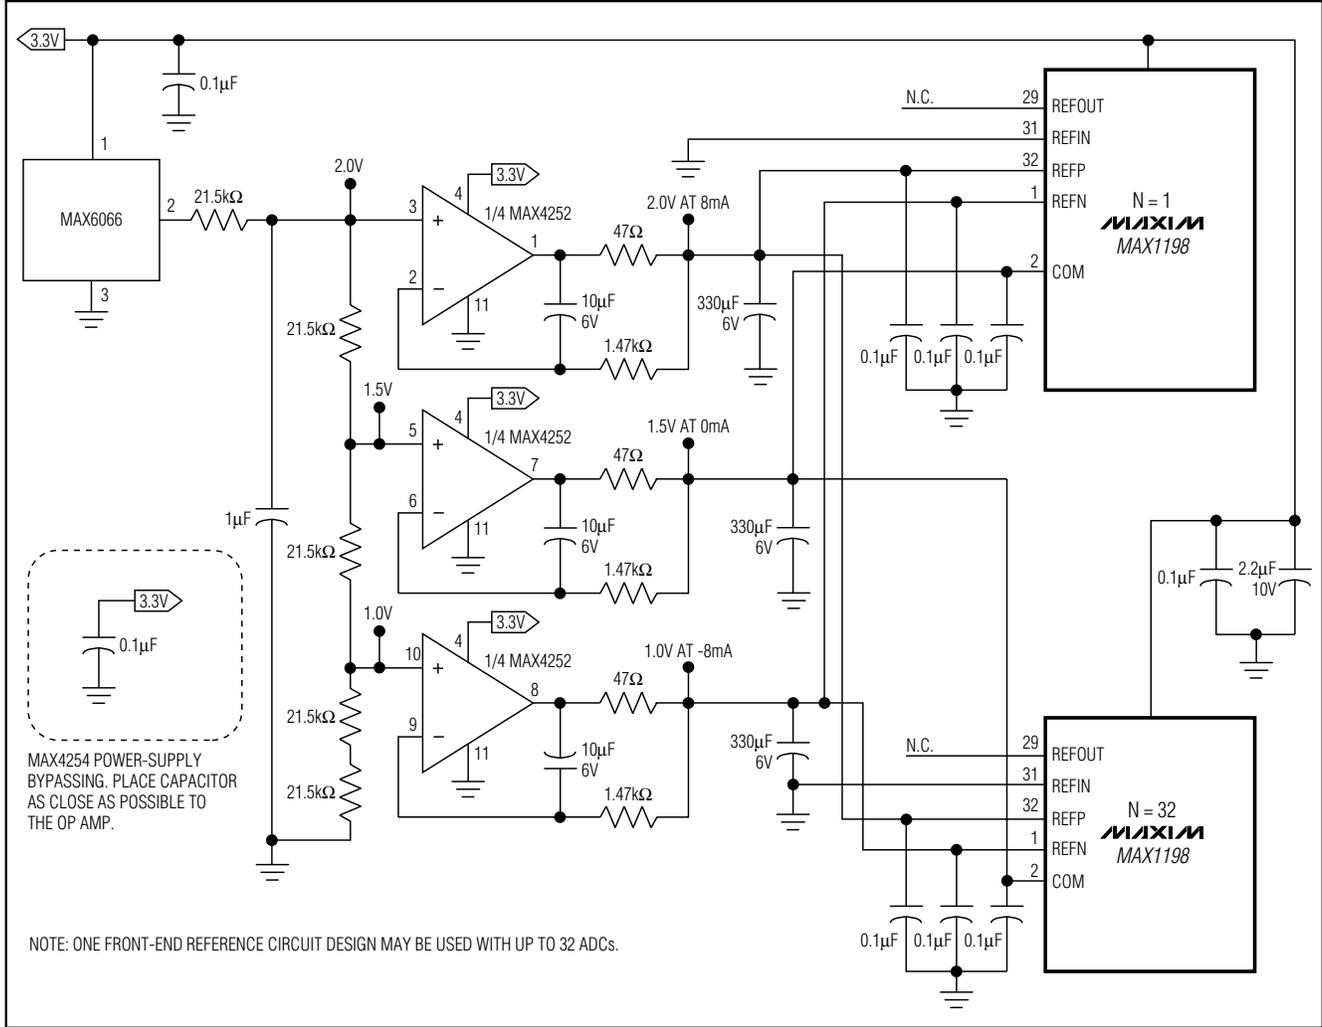 3.3V
0.1µF
1
MAX6066
2
3
21.5kΩ
2.0V
21.5kΩ
1µF
1.5V
21.5kΩ
1.0V
21.5kΩ
21.5kΩ
3.3V
4
1/4 MAX4252
3
+
2
−
1
11
47Ω
10µF
6V
1.47kΩ
2.0V AT 8mA
330µF
6V
3.3V
4
1/4 MAX4252
5
+
6
−
7
11
47Ω
10µF
6V
1.47kΩ
1.5V AT 0mA
330µF
6V
3.3V
4
1/4 MAX4252
10
+
9
−
8
11
47Ω
10µF
6V
1.47kΩ
1.0V AT -8mA
330µF
6V
N.C.
29
REFOUT
31
REFIN
32
REFP
1
REFN
2
COM
N = 1
MAXIM
MAX1198
0.1µF
0.1µF
0.1µF
0.1µF
2.2µF
10V
N.C.
29
REFOUT
31
REFIN
32
REFP
1
REFN
2
COM
N = 32
MAXIM
MAX1198
0.1µF
0.1µF
0.1µF
3.3V
0.1µF
MAX4254 POWER-SUPPLY
BYPASSING. PLACE CAPACITOR
AS CLOSE AS POSSIBLE TO
THE OP AMP.
NOTE: ONE FRONT-END REFERENCE CIRCUIT DESIGN MAY BE USED WITH UP TO 32 ADCs.